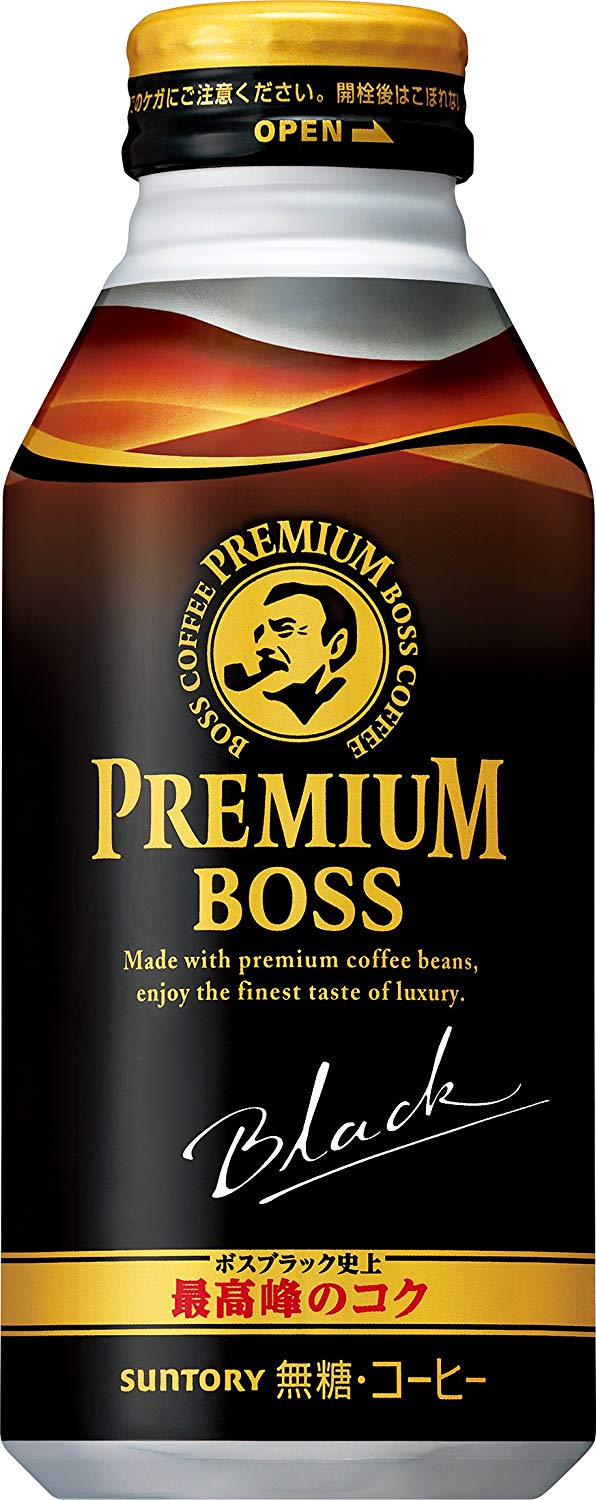 のケガにご注意ください。開栓後はこぼれない
OPEN
BOSS COFFEE PREMIUM BOSS COFFEE
PREMIUM
BOSS
Made with premium coffee beans,
enjoy the finest taste of luxury.
Black
ボスブラック史上
最高峰のコク
SUNTORY 無糖・コーヒー